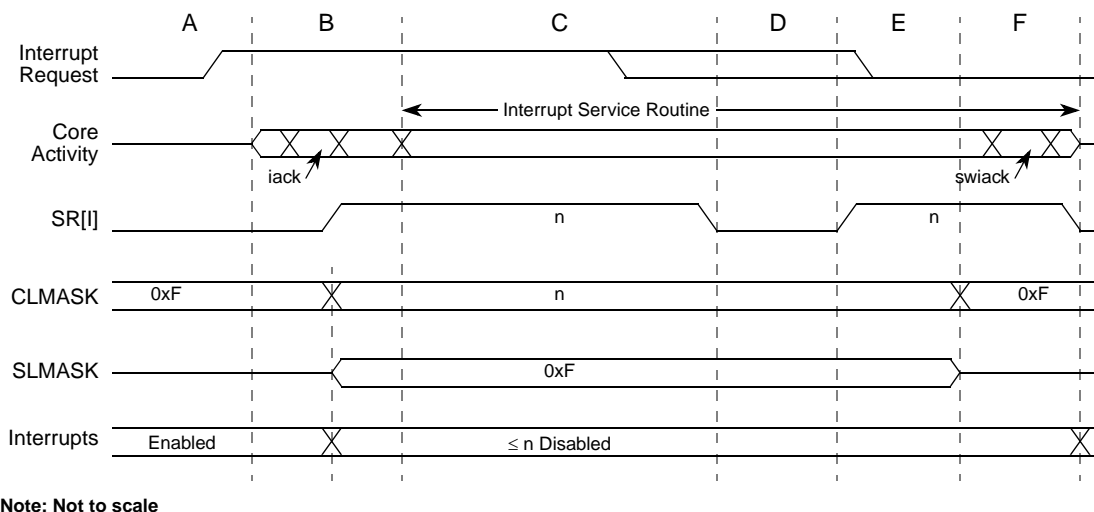 A B C D E F
Interrupt
Request
Interrupt Service Routine
Core
Activity
iack swiack
SR[I] n n
CLMASK 0xF n 0xF
SLMASK 0xF
Interrupts Enabled ≤ n Disabled
Note: Not to scale